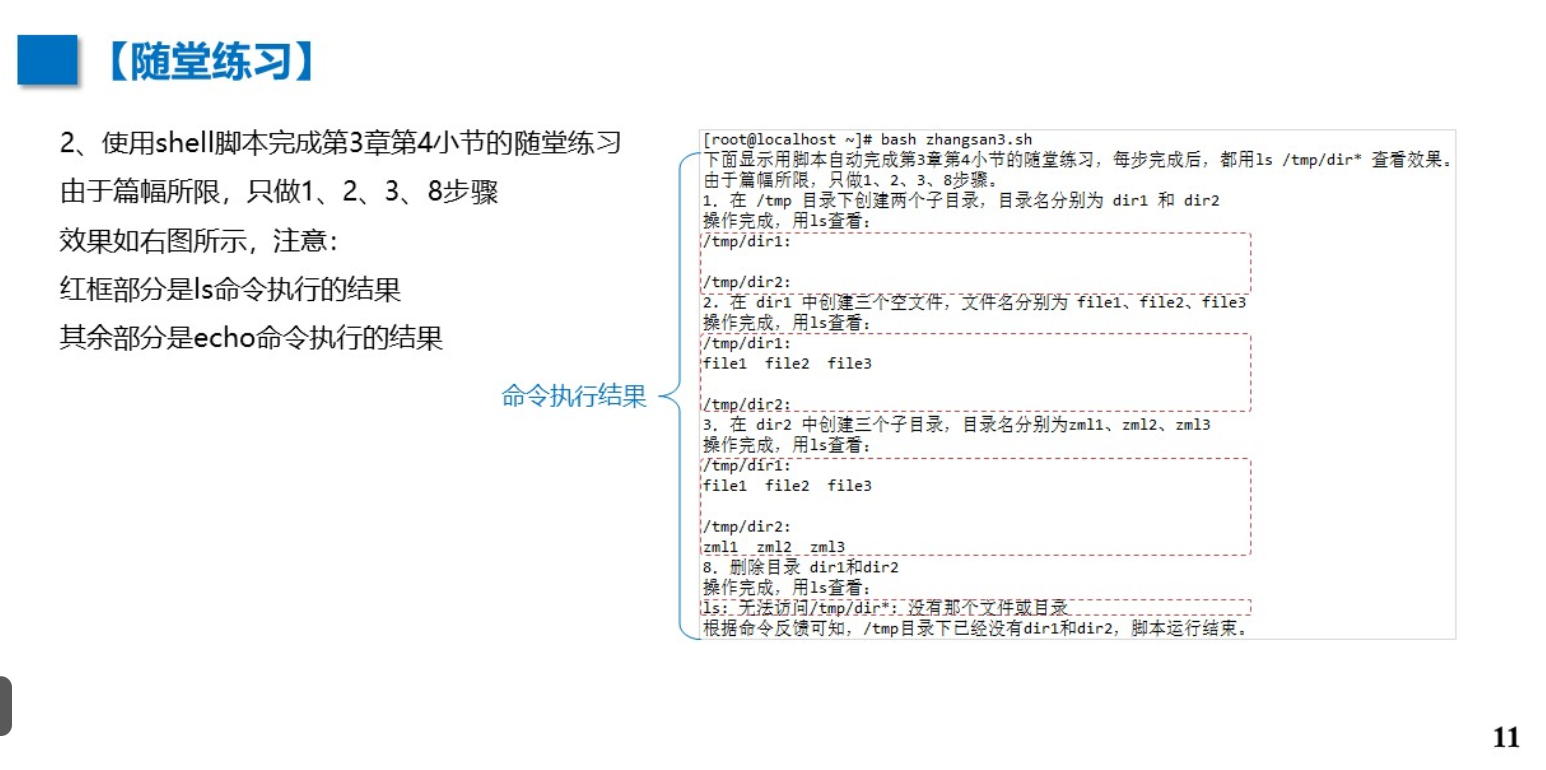 【随堂练习】
2、使用shell脚本完成第3章第4小节的随堂练习
由于篇幅所限，只做1、2、3、8步骤
效果如右图所示，注意：
红框部分是ls命令执行的结果
其余部分是echo命令执行的结果
命令执行结果
[root@localhost ~]# bash zhangsan3.sh
下面显示用脚本自动完成第3章第4小节的随堂练习，每步完成后，都用ls /tmp/dir* 查看效果。
由于篇幅所限，只做1、2、3、8步骤。
1. 在 /tmp 目录下创建两个子目录，目录名分别为 dir1 和 dir2
操作完成，用ls查看：
/tmp/dir1:
/tmp/dir2:
2. 在 dir1 中创建三个空文件，文件名分别为 file1、file2、file3
操作完成，用ls查看：
/tmp/dir1:
file1  file2  file3
/tmp/dir2:
3. 在 dir2 中创建三个子目录，目录名分别为zml1、zml2、zml3
操作完成，用ls查看：
/tmp/dir1:
file1  file2  file3
/tmp/dir2:
zml1  zml2  zml3
8. 删除目录 dir1和dir2
操作完成，用ls查看：
ls: 无法访问/tmp/dir*: 没有那个文件或目录
根据命令反馈可知，/tmp目录下已经没有dir1和dir2，脚本运行结束。
11